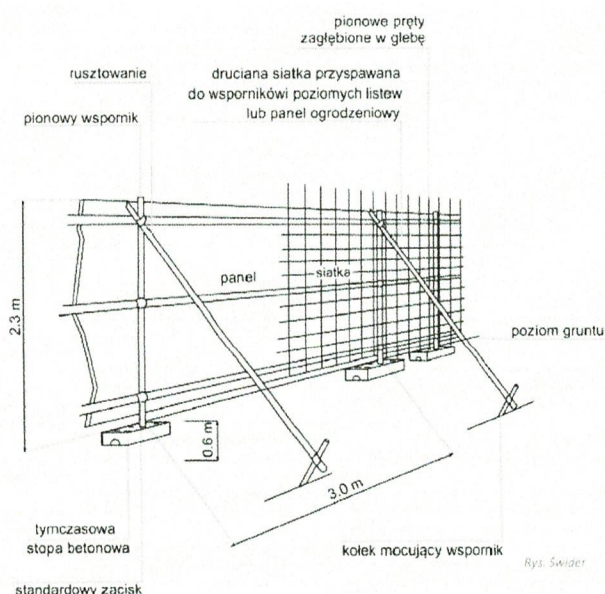 pionowe pręty
zagłębione w glebę
rusztowanie
druciana siatka przyspawana
do wspornikówi poziomych listew
lub panel ogrodzeniowy
pionowy wspornik
panel
siatka
2.3 m
poziom gruntu
0.6 m
3.0 m
tymczasowa
stopa betonowa
kołek mocujący wspornik
Rys. Świder
standardowy zacisk